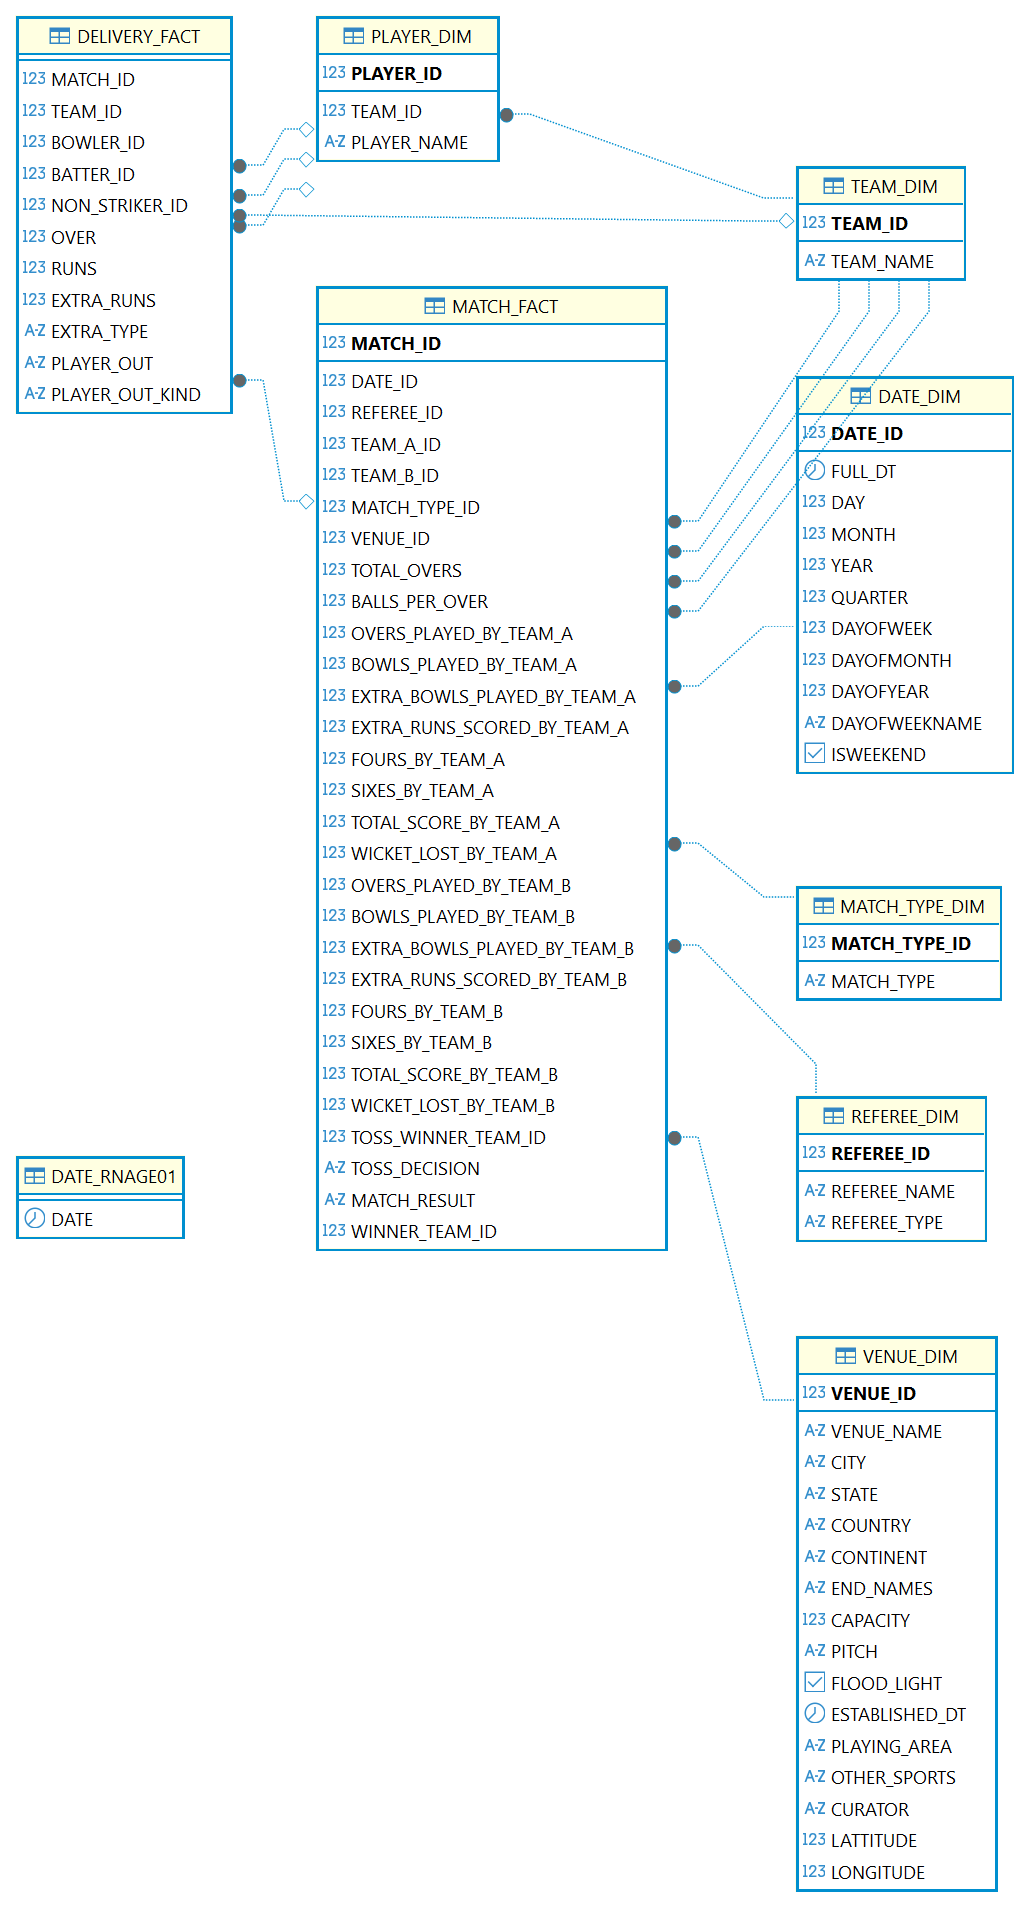 DELIVERY_FACT
123 MATCH_ID
123 TEAM_ID
123 BOWLER_ID
123 BATTER_ID
123 NON_STRIKER_ID
123 OVER
123 RUNS
123 EXTRA_RUNS
A-Z EXTRA_TYPE
A-Z PLAYER_OUT
A-Z PLAYER_OUT_KIND
PLAYER_DIM
123 PLAYER_ID
123 TEAM_ID
A-Z PLAYER_NAME
TEAM_DIM
123 TEAM_ID
A-Z TEAM_NAME
MATCH_FACT
123 MATCH_ID
123 DATE_ID
123 REFEREE_ID
123 TEAM_A_ID
123 TEAM_B_ID
123 MATCH_TYPE_ID
123 VENUE_ID
123 TOTAL_OVERS
123 BALLS_PER_OVER
123 OVERS_PLAYED_BY_TEAM_A
123 BOWLS_PLAYED_BY_TEAM_A
123 EXTRA_BOWLS_PLAYED_BY_TEAM_A
123 EXTRA_RUNS_SCORED_BY_TEAM_A
123 FOURS_BY_TEAM_A
123 SIXES_BY_TEAM_A
123 TOTAL_SCORE_BY_TEAM_A
123 WICKET_LOST_BY_TEAM_A
123 OVERS_PLAYED_BY_TEAM_B
123 BOWLS_PLAYED_BY_TEAM_B
123 EXTRA_BOWLS_PLAYED_BY_TEAM_B
123 EXTRA_RUNS_SCORED_BY_TEAM_B
123 FOURS_BY_TEAM_B
123 SIXES_BY_TEAM_B
123 TOTAL_SCORE_BY_TEAM_B
123 WICKET_LOST_BY_TEAM_B
123 TOSS_WINNER_TEAM_ID
A-Z TOSS_DECISION
A-Z MATCH_RESULT
123 WINNER_TEAM_ID
DATE_DIM
123 DATE_ID
FULL_DT
123 DAY
123 MONTH
123 YEAR
123 QUARTER
123 DAYOFWEEK
123 DAYOFMONTH
123 DAYOFYEAR
A-Z DAYOFWEEKNAME
ISWEEKEND
MATCH_TYPE_DIM
123 MATCH_TYPE_ID
A-Z MATCH_TYPE
REFEREE_DIM
123 REFEREE_ID
A-Z REFEREE_NAME
A-Z REFEREE_TYPE
DATE_RNAGE01
DATE
VENUE_DIM
123 VENUE_ID
A-Z VENUE_NAME
A-Z CITY
A-Z STATE
A-Z COUNTRY
A-Z CONTINENT
A-Z END_NAMES
123 CAPACITY
A-Z PITCH
FLOOD_LIGHT
ESTABLISHED_DT
A-Z PLAYING_AREA
A-Z OTHER_SPORTS
A-Z CURATOR
123 LATTITUDE
123 LONGITUDE